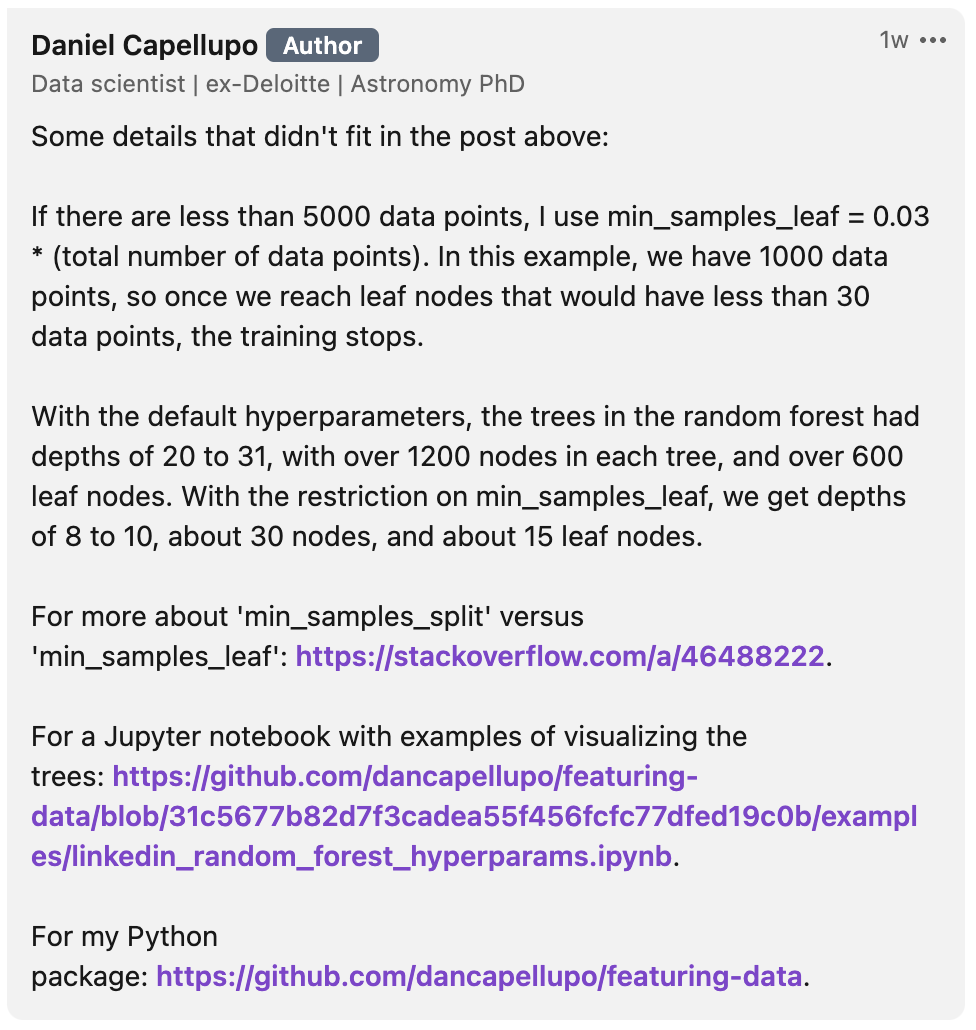 Daniel Capellupo Author
1w •••
Data scientist | ex-Deloitte | Astronomy PhD
Some details that didn't fit in the post above:
If there are less than 5000 data points, I use min_samples_leaf = 0.03
* (total number of data points). In this example, we have 1000 data
points, so once we reach leaf nodes that would have less than 30
data points, the training stops.
With the default hyperparameters, the trees in the random forest had
depths of 20 to 31, with over 1200 nodes in each tree, and over 600
leaf nodes. With the restriction on min_samples_leaf, we get depths
of 8 to 10, about 30 nodes, and about 15 leaf nodes.
For more about 'min_samples_split' versus
'min_samples_leaf': https://stackoverflow.com/a/46488222.
For a Jupyter notebook with examples of visualizing the
trees: https://github.com/dancapellupo/featuring-
data/blob/31c5677b82d7f3cadea55f456fcfc77dfed19c0b/exampl
es/linkedin_random_forest_hyperparams.ipynb.
For my Python
package: https://github.com/dancapellupo/featuring-data.